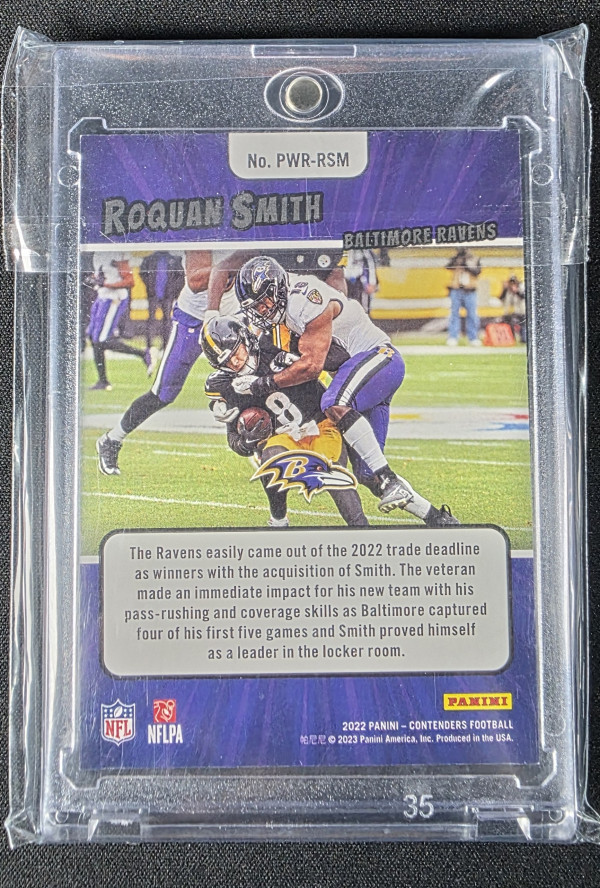 No. PWR-RSM
ROQUAN SMITH
BALTIMORE RAVENS
8
B
The Ravens easily came out of the 2022 trade deadline
as winners with the acquisition of Smith. The veteran
made an immediate impact for his new team with his
pass-rushing and coverage skills as Baltimore captured
four of his first five games and Smith proved himself
as a leader in the locker room.
NFL
NFLPA
PANINI
2022 PANINI – CONTENDERS FOOTBALL
帕尼尼 © 2023 Panini America, Inc. Produced in the USA.
35